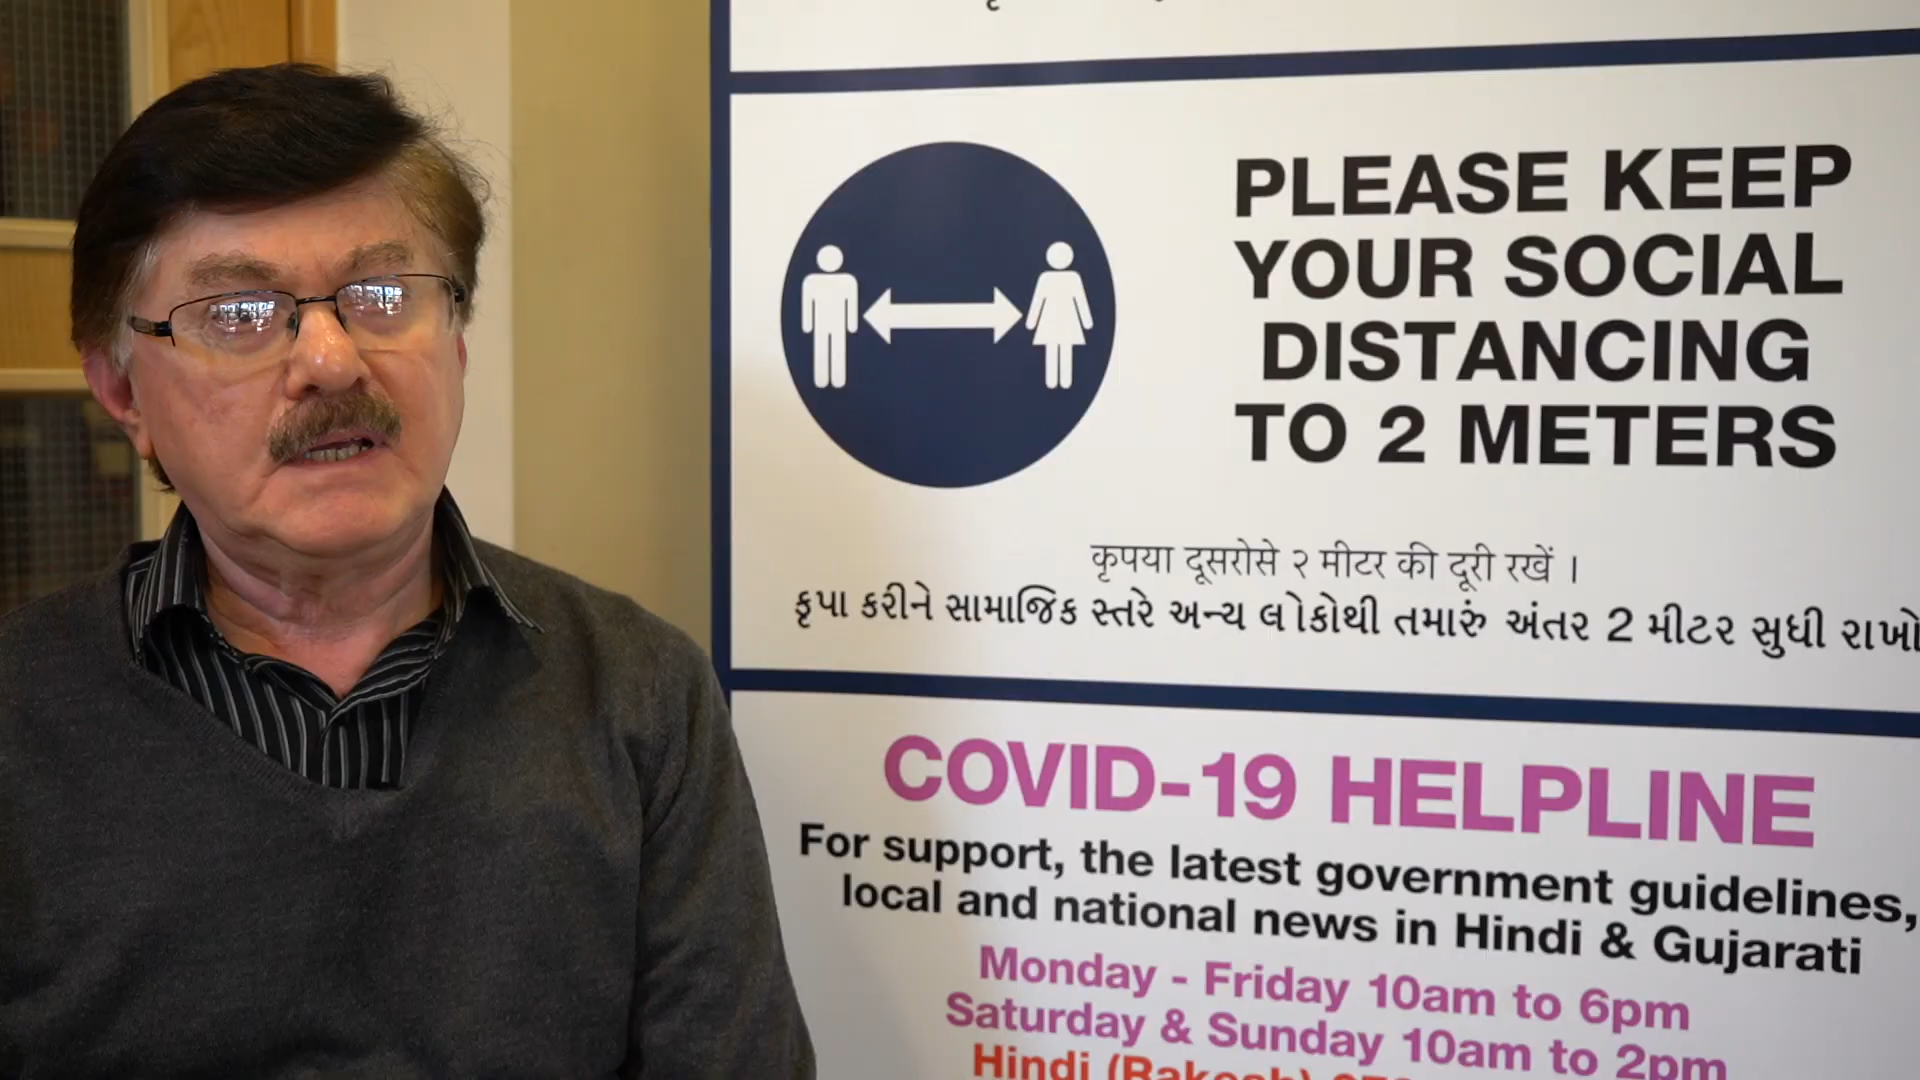 PLEASE KEEP
YOUR SOCIAL
DISTANCING
TO 2 METERS
कृपया दूसरोसे २ मीटर की दूरी रखें ।
કૃપા કરીને સામાજિક સ્તરે અન્ય લોકોથી તમારું અંતર 2 મીટર સુધી રાખો
COVID-19 HELPLINE
For support, the latest government guidelines,
local and national news in Hindi & Gujarati
Monday - Friday 10am to 6pm
Saturday & Sunday 10am to 2pm
Hindi (Rakesh)